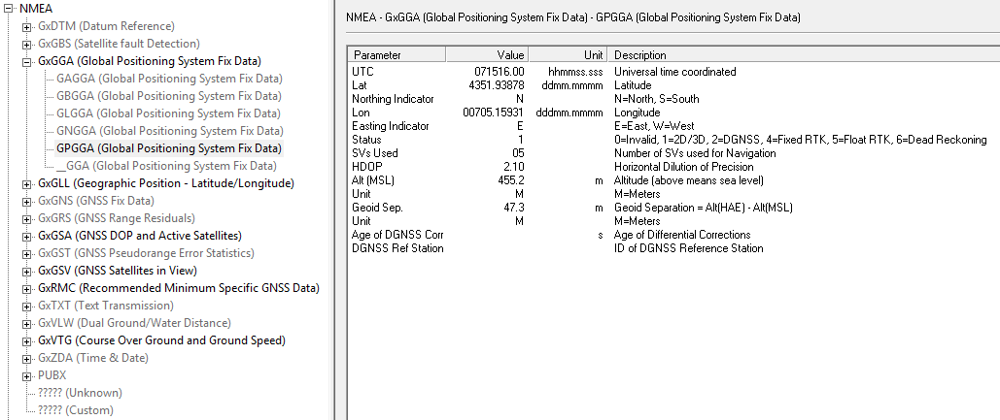 NMEA
GxDTM (Datum Reference)
GxGBS (Satellite fault Detection)
GxGGA (Global Positioning System Fix Data)
GAGGA (Global Positioning System Fix Data)
GBGGA (Global Positioning System Fix Data)
GLGGA (Global Positioning System Fix Data)
GNGGA (Global Positioning System Fix Data)
GPGGA (Global Positioning System Fix Data)
__GGA (Global Positioning System Fix Data)
GxGLL (Geographic Position - Latitude/Longitude)
GxGNS (GNSS Fix Data)
GxGRS (GNSS Range Residuals)
GxGSA (GNSS DOP and Active Satellites)
GxGST (GNSS Pseudorange Error Statistics)
GxGSV (GNSS Satellites in View)
GxRMC (Recommended Minimum Specific GNSS Data)
GxTXT (Text Transmission)
GxVLW (Dual Ground/Water Distance)
GxVTG (Course Over Ground and Ground Speed)
GxZDA (Time & Date)
PUBX
????? (Unknown)
????? (Custom)
NMEA - GxGGA (Global Positioning System Fix Data) - GPGGA (Global Positioning System Fix Data)
Parameter Value Unit Description
UTC 071516.00 hhmmss.sss Universal time coordinated
Lat 4351.93878 ddmm.mmmm Latitude
Northing Indicator N N=North, S=South
Lon 00705.15931 dddmm.mmmm Longitude
Easting Indicator E E=East, W=West
Status 1 0=Invalid, 1=2D/3D, 2=DGNSS, 4=Fixed RTK, 5=Float RTK, 6=Dead Reckoning
SVs Used 05 Number of SVs used for Navigation
HDOP 2.10 Horizontal Dilution of Precision
Alt (MSL) 455.2 m Altitude (above means sea level)
Unit M M=Meters
Geoid Sep. 47.3 m Geoid Separation = Alt(HAE) - Alt(MSL)
Unit M M=Meters
Age of DGNSS Corr s Age of Differential Corrections
DGNSS Ref Station ID of DGNSS Reference Station